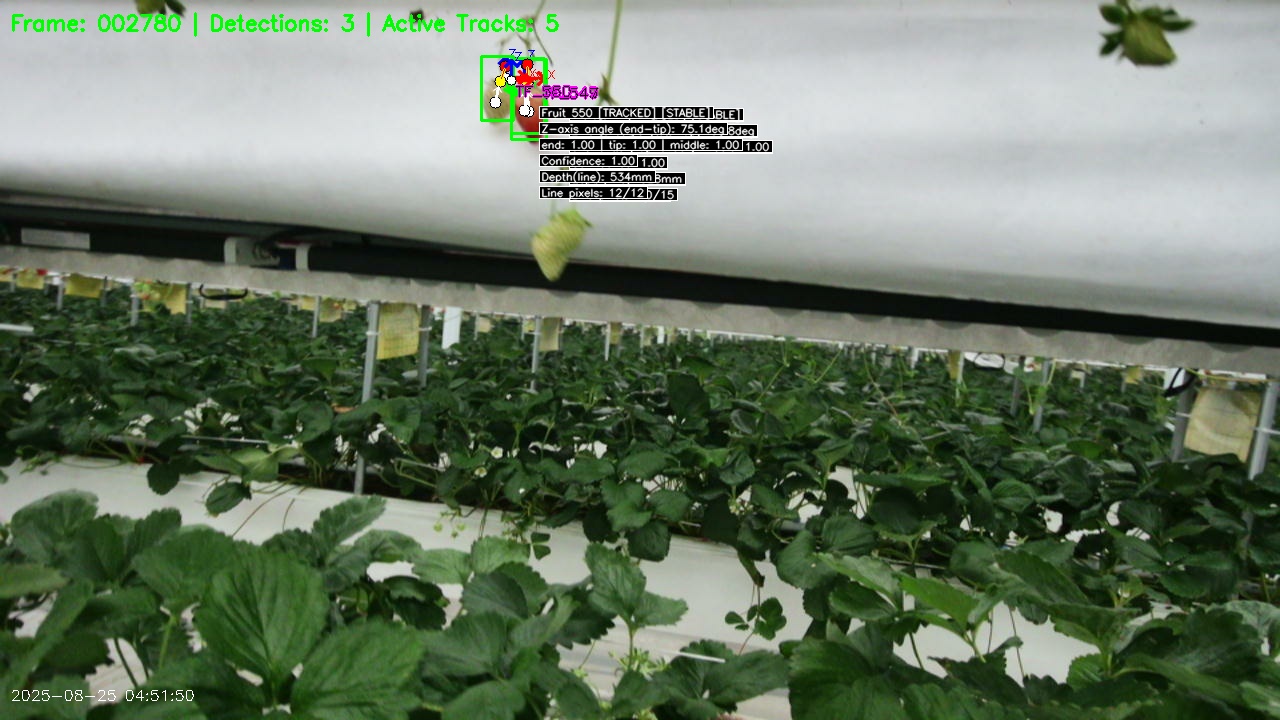 Frame: 002780 | Detections: 3 | Active Tracks: 5
Fruit 550 [TRACKED] [STABLE]
Z-axis angle (end-tip): 75.1deg
end: 1.00 | tip: 1.00 | middle: 1.00
Confidence: 1.00
Depth(line): 534mm
Line pixels: 12/12
2025-08-25 04:51:50